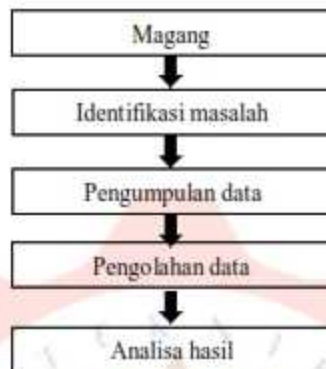 Magang
Identifikasi masalah
Pengumpulan data
Pengolahan data
Analisa hasil